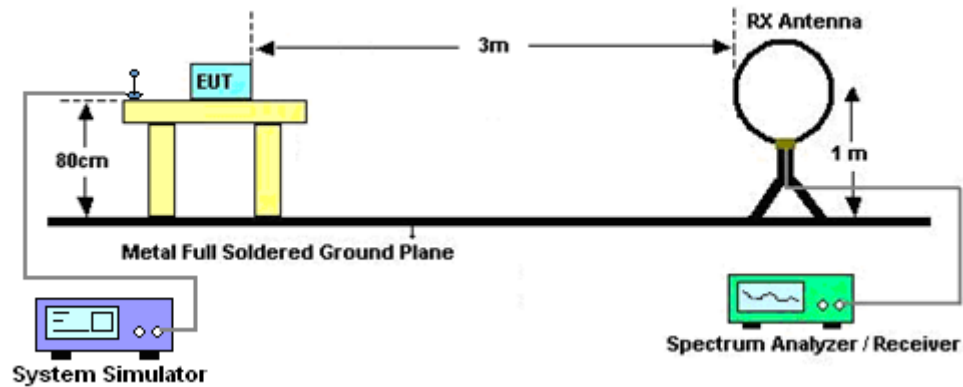 RX Antenna
3m
EUT
80cm
1 m
Metal Full Soldered Ground Plane
System Simulator
Spectrum Analyzer / Receiver